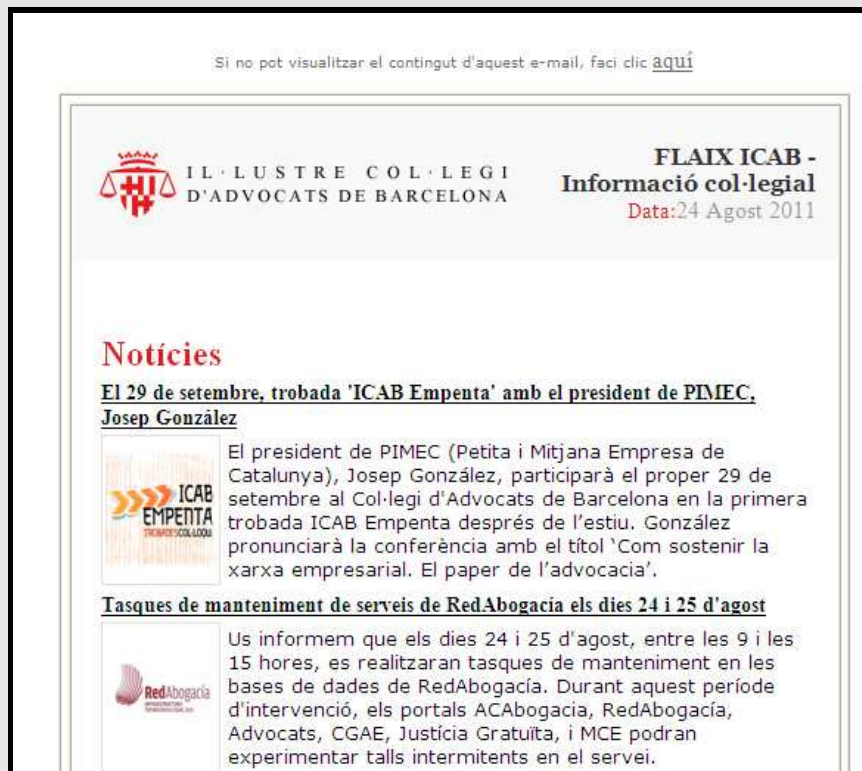 Si no pot visualitzar el contingut d'aquest e-mail, faci clic aquí
IL·LUSTRE COL·LEGI
D'ADVOCATS DE BARCELONA
FLAIX ICAB -
Informació col·legial
Data:24 Agost 2011
Notícies
El 29 de setembre, trobada 'ICAB Empenta' amb el president de PIMEC,
Josep González
ICAB
EMPENTA
TROBADESCOL·LOQUI
El president de PIMEC (Petita i Mitjana Empresa de
Catalunya), Josep González, participarà el proper 29 de
setembre al Col·legi d'Advocats de Barcelona en la primera
trobada ICAB Empenta després de l’estiu. González
pronunciarà la conferència amb el títol ‘Com sostenir la
xarxa empresarial. El paper de l’advocacia’.
Tasques de manteniment de serveis de RedAbogacía els dies 24 i 25 d'agost
RedAbogacía
Us informem que els dies 24 i 25 d'agost, entre les 9 i les
15 hores, es realitzaran tasques de manteniment en les
bases de dades de RedAbogacía. Durant aquest període
d'intervenció, els portals ACAbogacia, RedAbogacía,
Advocats, CGAE, Justícia Gratuïta, i MCE podran
experimentar talls intermitents en el servei.